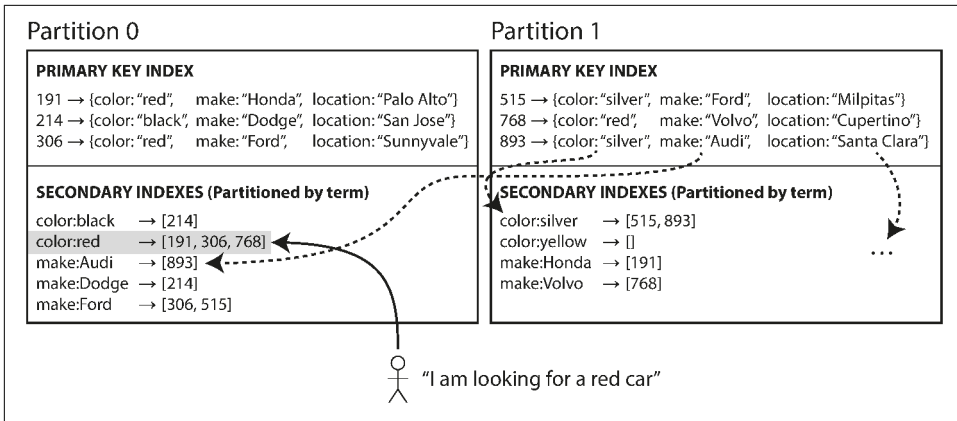 Partition 0
PRIMARY KEY INDEX
191 → {color: “red”, make: “Honda”, location: “Palo Alto”}
214 → {color: “black”, make: “Dodge”, location: “San Jose”}
306 → {color: “red”, make: “Ford”, location: “Sunnyvale”}
SECONDARY INDEXES (Partitioned by term)
color:black → [214]
color:red → [191, 306, 768]
make:Audi → [893]
make:Dodge → [214]
make:Ford → [306, 515]
Partition 1
PRIMARY KEY INDEX
515 → {color: “silver”, make: “Ford”, location: “Milpitas”}
768 → {color: “red”, make: “Volvo”, location: “Cupertino”}
893 → {color: “silver”, make: “Audi”, location: “Santa Clara”}
SECONDARY INDEXES (Partitioned by term)
color:silver → [515, 893]
color:yellow → []
make:Honda → [191]
make:Volvo → [768]
...
“I am looking for a red car”